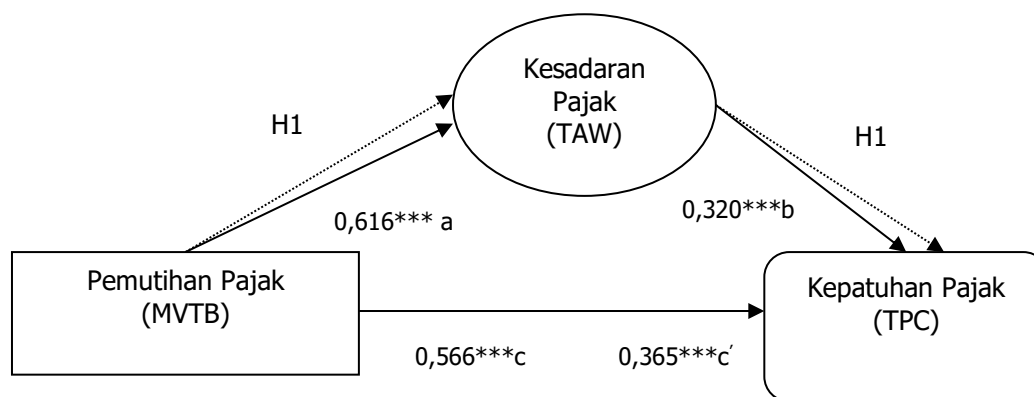 Kesadaran
Pajak
(TAW)
H1
H1
0,616*** a
0,320***b
Pemutihan Pajak
(MVTB)
Kepatuhan Pajak
(TPC)
0,566***c
0,365***c′